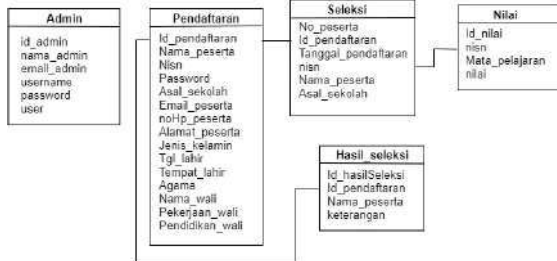 Admin
id_admin
nama_admin
email_admin
username
password
user
Pendaftaran
Id_pendaftaran
Nama_peserta
Nisn
Password
Asal_sekolah
Email_peserta
noHp_peserta
Alamat_peserta
Jenis_kelamin
Tgl_lahir
Tempat_lahir
Agama
Nama_wali
Pekerjaan_wali
Pendidikan_wali
Seleksi
No_peserta
Id_pendaftaran
Tanggal_pendaftaran
nisn
Nama_peserta
Asal_sekolah
Nilai
Id_nilai
nisn
Mata_pelajaran
nilai
Hasil_seleksi
Id_hasilSeleksi
Id_pendaftaran
Nama_peserta
keterangan